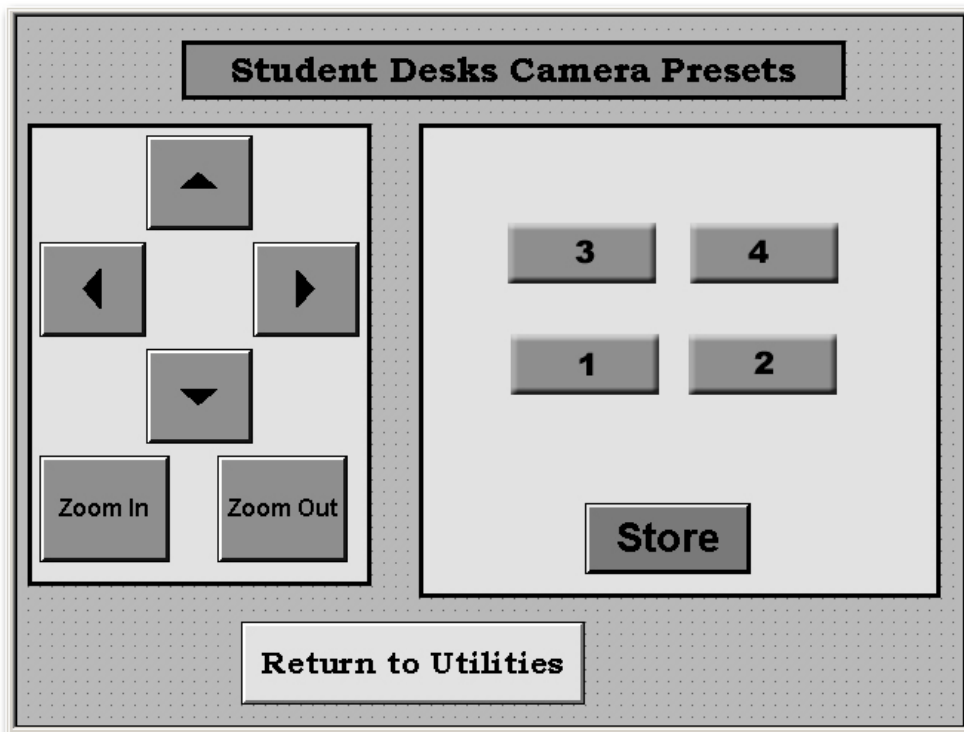 Student Desks Camera Presets
3 4
1 2
Zoom In Zoom Out
Store
Return to Utilities